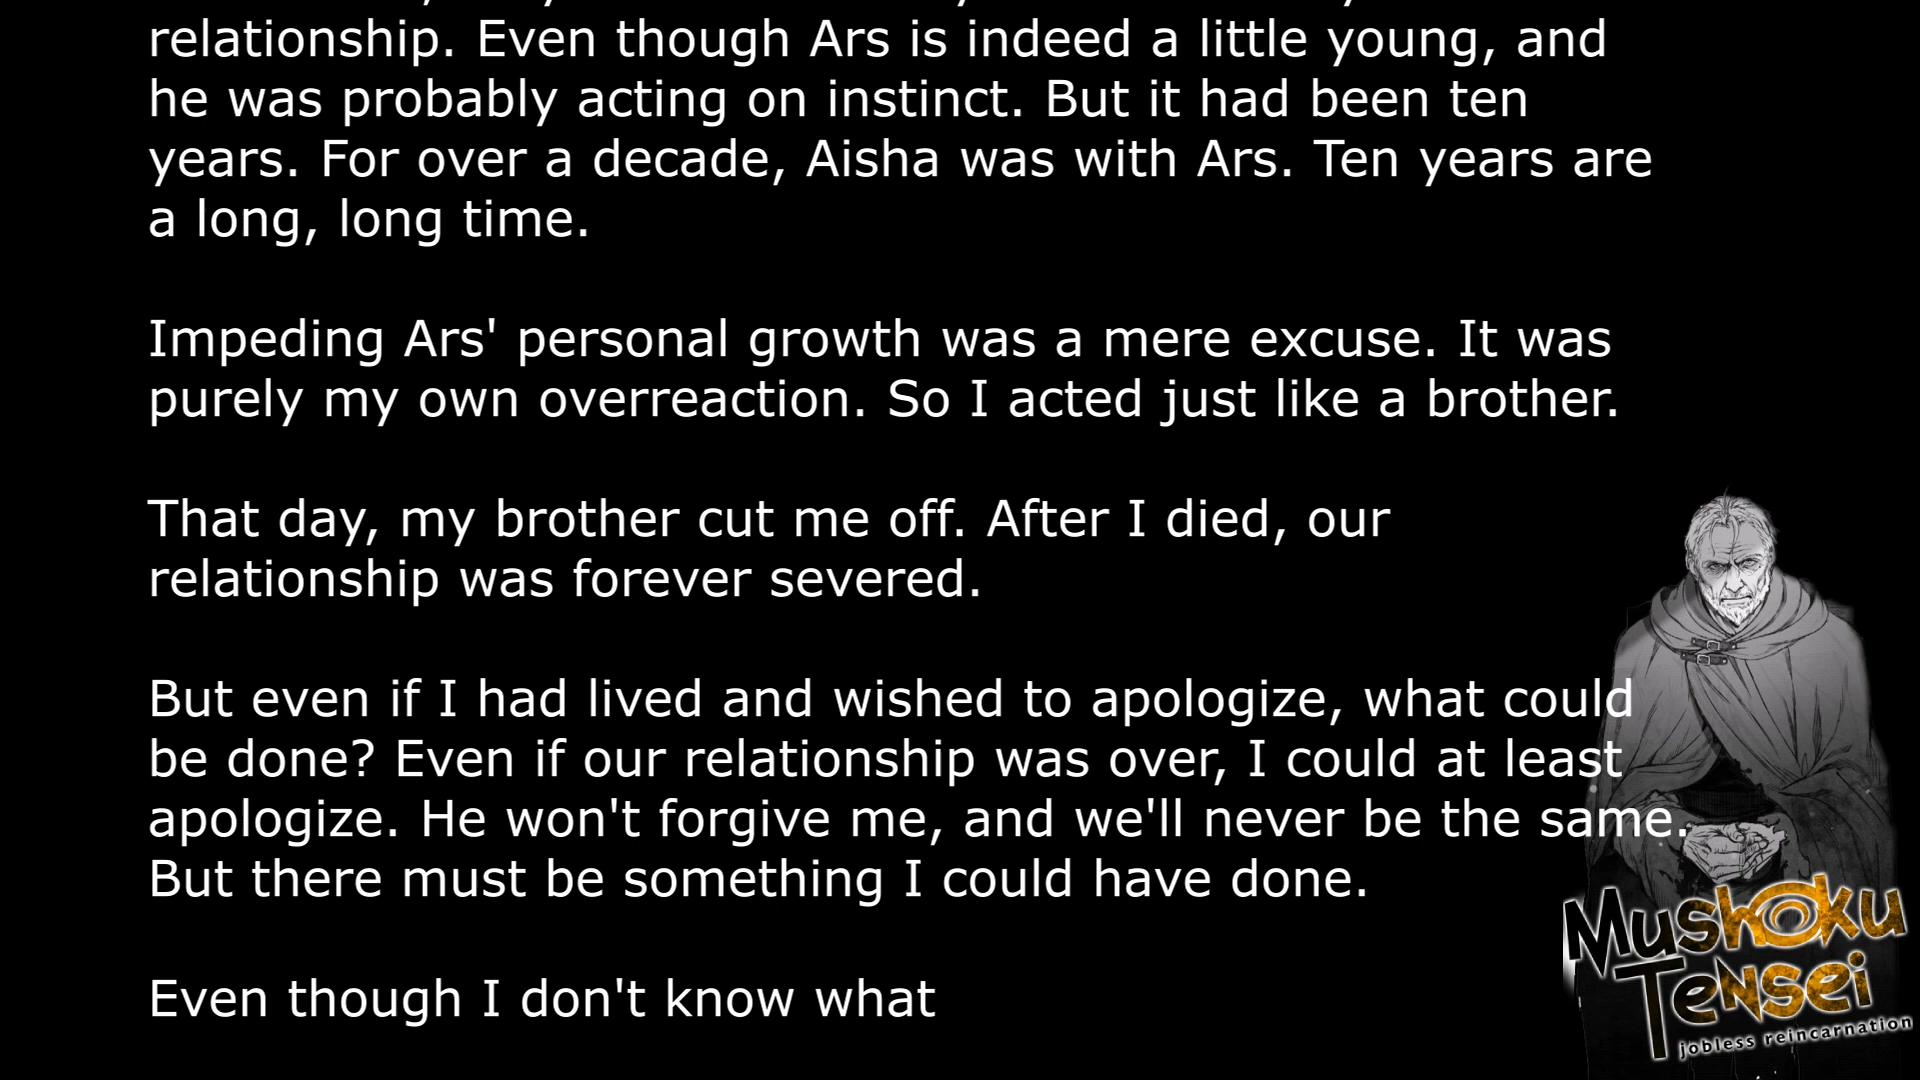 relationship. Even though Ars is indeed a little young, and
he was probably acting on instinct. But it had been ten
years. For over a decade, Aisha was with Ars. Ten years are
a long, long time.
Impeding Ars' personal growth was a mere excuse. It was
purely my own overreaction. So I acted just like a brother.
That day, my brother cut me off. After I died, our
relationship was forever severed.
But even if I had lived and wished to apologize, what could
be done? Even if our relationship was over, I could at least
apologize. He won't forgive me, and we'll never be the same.
But there must be something I could have done.
Even though I don't know what
Mushoku
Tensei
jobless reincarnation